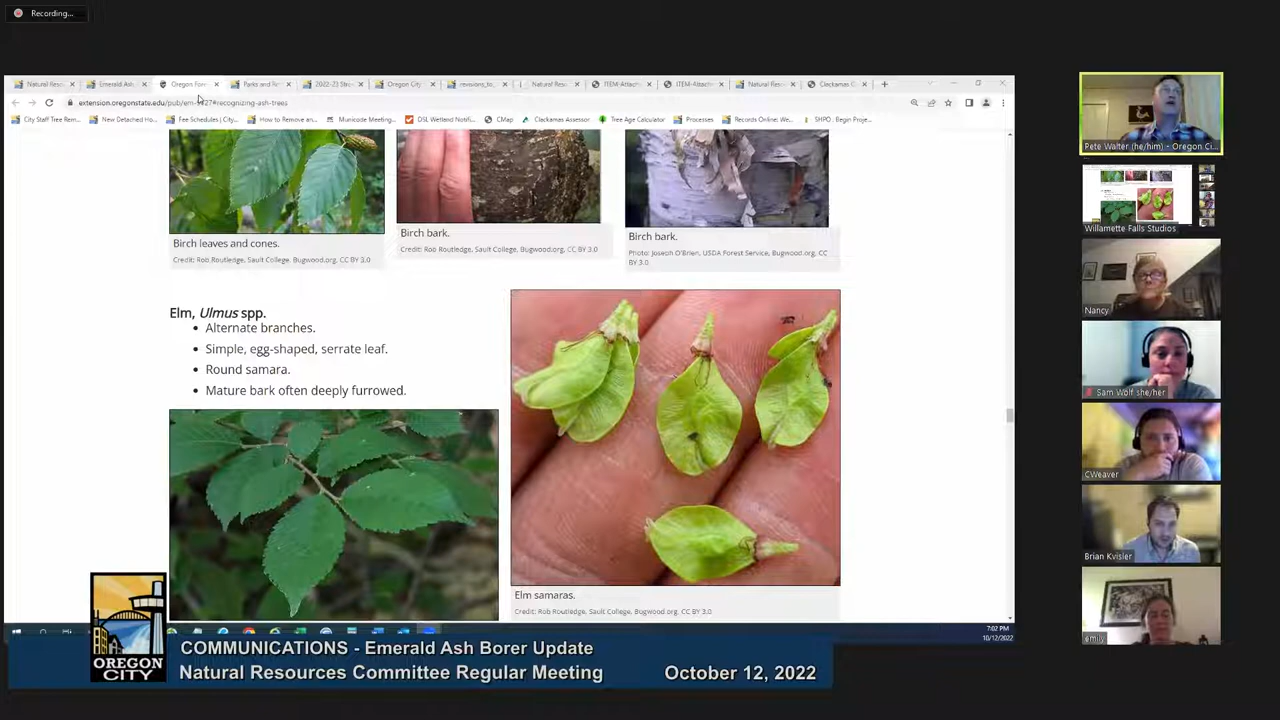 Recording...
Natural Reso
Emerald Ash
Oregon Fore
Parks and Re
2022-23 Stra
Oregon City
revisions_to_
Natural Reso
ITEM-Attach
ITEM-Attach
Natural Reso
Clackamas C
extension.oregonstate.edu/pub/em-9327#recognizing-ash-trees
City Staff Tree Rem...
New Detached Ho...
Fee Schedules | City...
How to Remove an...
Municode Meeting...
DSL Wetland Notifi...
CMap
Clackamas Assessor
Tree Age Calculator
Processes
Records Online: We...
SHPO: Begin Proje...
Birch leaves and cones.
Credit: Rob Routledge, Sault College, Bugwood.org, CC BY 3.0
Birch bark.
Credit: Rob Routledge, Sault College, Bugwood.org, CC BY 3.0
Birch bark.
Photo: Joseph O'Brien, USDA Forest Service, Bugwood.org, CC
BY 3.0
Elm, Ulmus spp.
• Alternate branches.
• Simple, egg-shaped, serrate leaf.
• Round samara.
• Mature bark often deeply furrowed.
Elm samaras.
Credit: Rob Routledge, Sault College, Bugwood.org, CC BY 3.0
7:02 PM
10/12/2022
Pete Walter (he/him) - Oregon Ci...
Willamette Falls Studios
Nancy
Sam Wolf she/her
CWeaver
Brian Kvisler
emily
OREGON
CITY
COMMUNICATIONS - Emerald Ash Borer Update
Natural Resources Committee Regular Meeting October 12, 2022